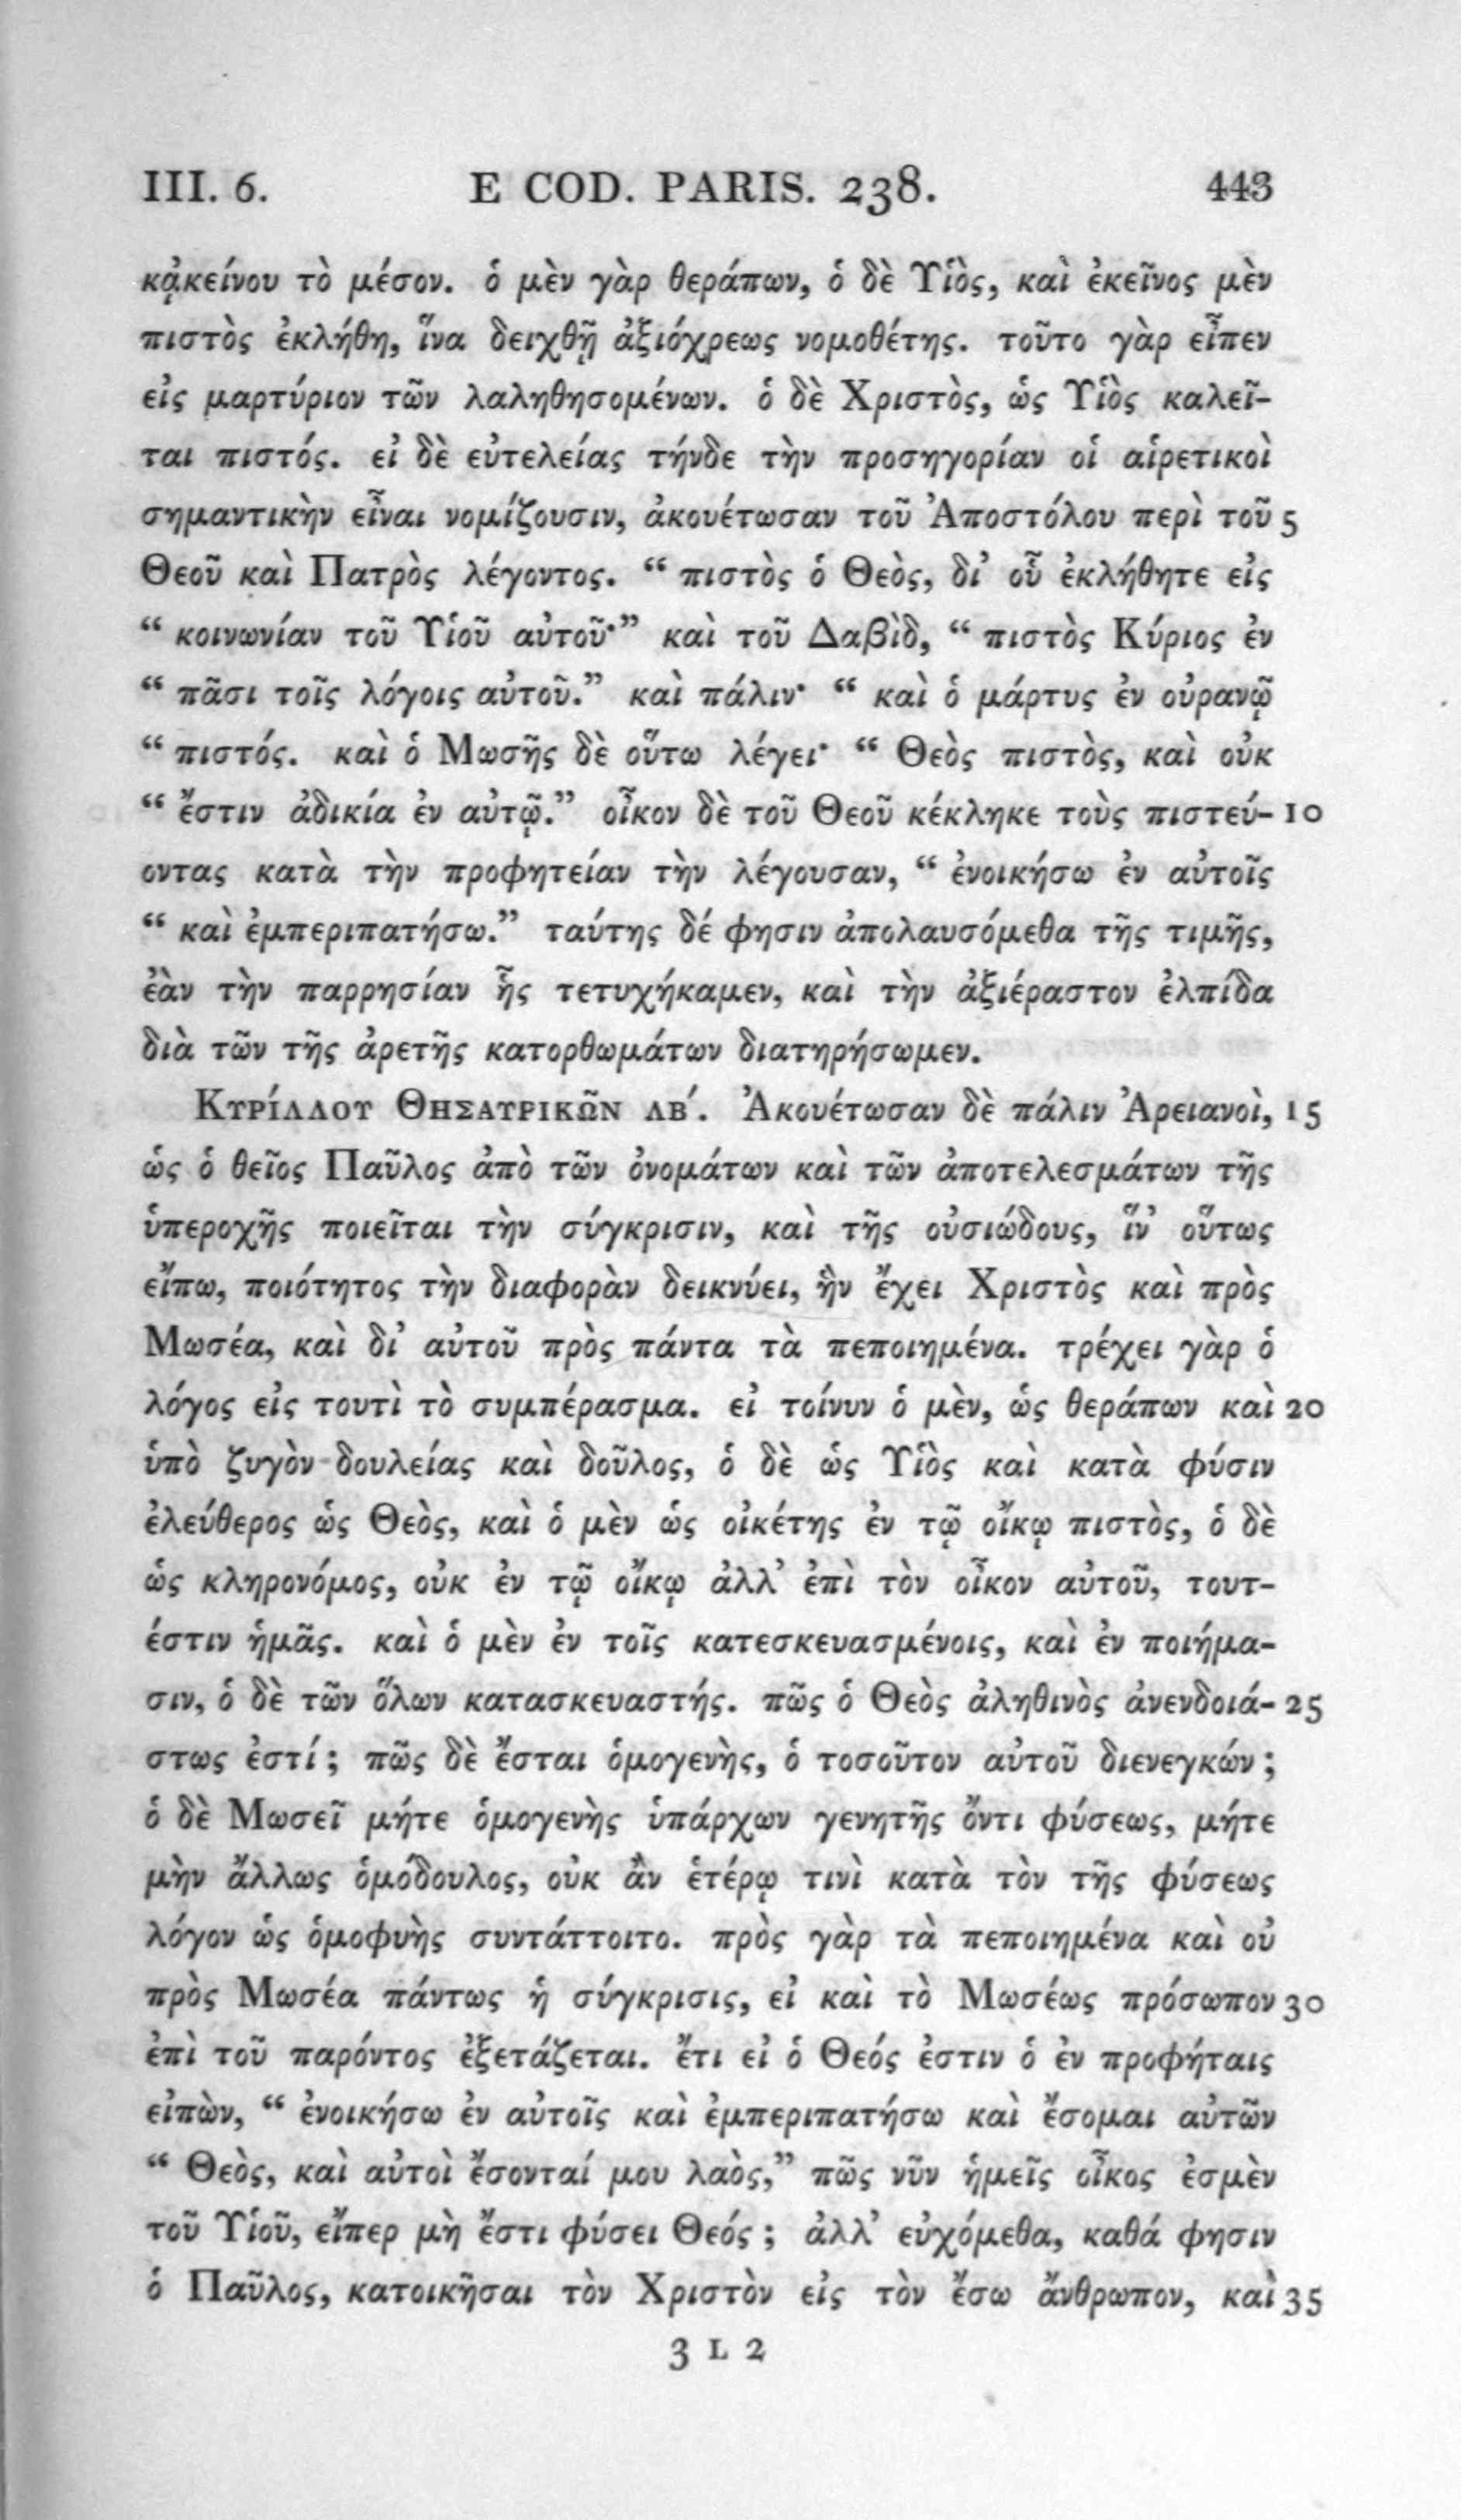 III. 6. E COD. PARIS. 238. 443
κᾀκείνου τὸ μέσον. ὁ μὲν γὰρ θεράπων, ὁ δὲ Υἱὸς, καὶ ἐκεῖνος μὲν
πιστὸς ἐκλήθη, ἵνα δειχθῇ ἀξιόχρεως νομοθέτης. τοῦτο γὰρ εἶπεν
εἰς μαρτύριον τῶν λαληθησομένων. ὁ δὲ Χριστὸς, ὡς Υἱὸς καλεῖ-
ται πιστός. εἰ δὲ εὐτελείας τήνδε τὴν προσηγορίαν οἱ αἱρετικοὶ
σημαντικὴν εἶναι νομίζουσιν, ἀκουέτωσαν τοῦ Ἀποστόλου περὶ τοῦ 5
Θεοῦ καὶ Πατρὸς λέγοντος. “ πιστὸς ὁ Θεὸς, δι’ οὗ ἐκλήθητε εἰς
“ κοινωνίαν τοῦ Υἱοῦ αὐτοῦ·” καὶ τοῦ Δαβὶδ, “ πιστὸς Κύριος ἐν
“ πᾶσι τοῖς λόγοις αὐτοῦ.” καὶ πάλιν· “ καὶ ὁ μάρτυς ἐν οὐρανῷ
“ πιστός. καὶ ὁ Μωσῆς δὲ οὕτω λέγει· “ Θεὸς πιστὸς, καὶ οὐκ
“ ἔστιν ἀδικία ἐν αὐτῷ.” οἶκον δὲ τοῦ Θεοῦ κέκληκε τοὺς πιστεύ- 10
οντας κατὰ τὴν προφητείαν τὴν λέγουσαν, “ ἐνοικήσω ἐν αὐτοῖς
“ καὶ ἐμπεριπατήσω.” ταύτης δέ φησιν ἀπολαυσόμεθα τῆς τιμῆς,
ἐὰν τὴν παρρησίαν ἧς τετυχήκαμεν, καὶ τὴν ἀξιέραστον ἐλπίδα
διὰ τῶν τῆς ἀρετῆς κατορθωμάτων διατηρήσωμεν.
Κυρίλλου Θησαυρικῶν λβ΄. Ἀκουέτωσαν δὲ πάλιν Ἀρειανοὶ, 15
ὡς ὁ θεῖος Παῦλος ἀπὸ τῶν ὀνομάτων καὶ τῶν ἀποτελεσμάτων τῆς
ὑπεροχῆς ποιεῖται τὴν σύγκρισιν, καὶ τῆς οὐσιώδους, ἵν’ οὕτως
εἴπω, ποιότητος τὴν διαφορὰν δεικνύει, ἣν ἔχει Χριστὸς καὶ πρὸς
Μωσέα, καὶ δι’ αὐτοῦ πρὸς πάντα τὰ πεποιημένα. τρέχει γὰρ ὁ
λόγος εἰς τουτὶ τὸ συμπέρασμα. εἰ τοίνυν ὁ μὲν, ὡς θεράπων καὶ 20
ὑπὸ ζυγὸν δουλείας καὶ δοῦλος, ὁ δὲ ὡς Υἱὸς καὶ κατὰ φύσιν
ἐλεύθερος ὡς Θεὸς, καὶ ὁ μὲν ὡς οἰκέτης ἐν τῷ οἴκῳ πιστὸς, ὁ δὲ
ὡς κληρονόμος, οὐκ ἐν τῷ οἴκῳ ἀλλ’ ἐπὶ τὸν οἶκον αὐτοῦ, τουτ-
έστιν ἡμᾶς. καὶ ὁ μὲν ἐν τοῖς κατεσκευασμένοις, καὶ ἐν ποιήμα-
σιν, ὁ δὲ τῶν ὅλων κατασκευαστής. πῶς ὁ Θεὸς ἀληθινὸς ἀνενδοιά- 25
στως ἐστί; πῶς δὲ ἔσται ὁμογενὴς, ὁ τοσοῦτον αὐτοῦ διενεγκών;
ὁ δὲ Μωσεῖ μήτε ὁμογενὴς ὑπάρχων γενητῆς ὄντι φύσεως, μήτε
μὴν ἄλλως ὁμόδουλος, οὐκ ἂν ἑτέρῳ τινὶ κατὰ τὸν τῆς φύσεως
λόγον ὡς ὁμοφυὴς συντάττοιτο. πρὸς γὰρ τὰ πεποιημένα καὶ οὐ
πρὸς Μωσέα πάντως ἡ σύγκρισις, εἰ καὶ τὸ Μωσέως πρόσωπον 30
ἐπὶ τοῦ παρόντος ἐξετάζεται. ἔτι εἰ ὁ Θεός ἐστιν ὁ ἐν προφήταις
εἰπὼν, “ ἐνοικήσω ἐν αὐτοῖς καὶ ἐμπεριπατήσω καὶ ἔσομαι αὐτῶν
“ Θεὸς, καὶ αὐτοὶ ἔσονταί μου λαὸς,” πῶς νῦν ἡμεῖς οἶκος ἐσμὲν
τοῦ Υἱοῦ, εἴπερ μὴ ἔστι φύσει Θεός; ἀλλ’ εὐχόμεθα, καθά φησιν
ὁ Παῦλος, κατοικῆσαι τὸν Χριστὸν εἰς τὸν ἔσω ἄνθρωπον, καὶ 35
3 L 2